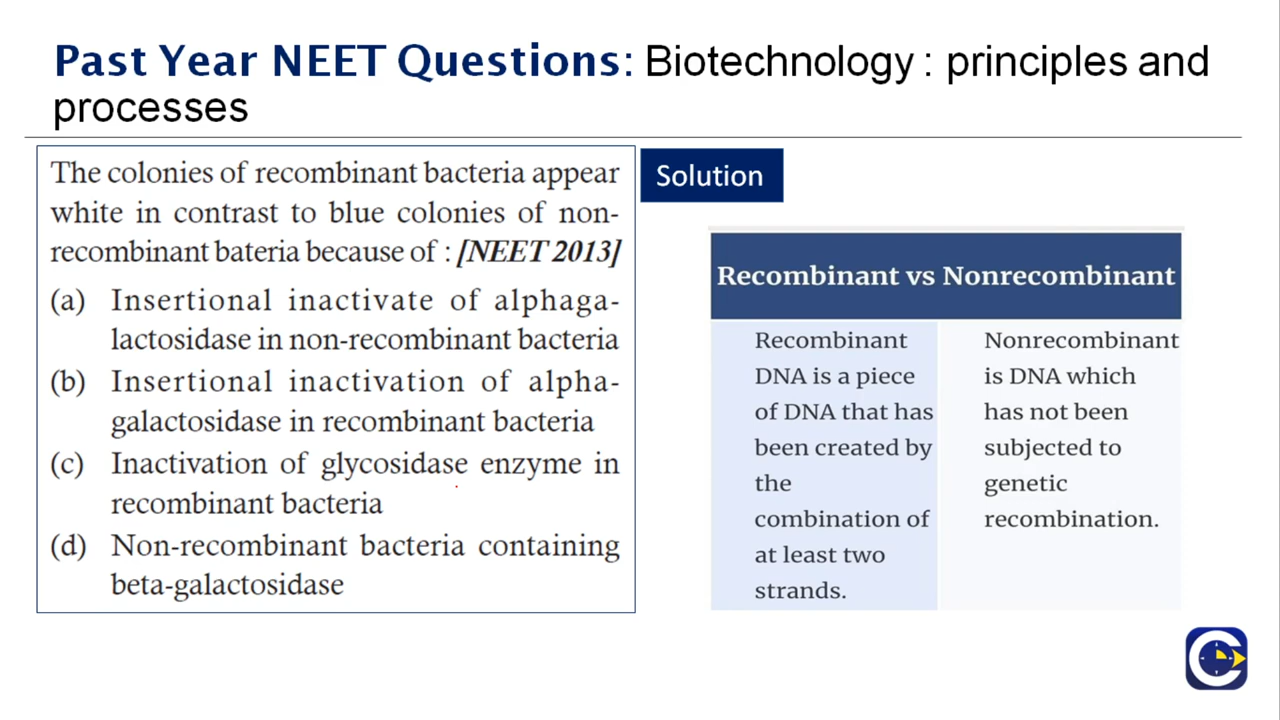 Past Year NEET Questions: Biotechnology : principles and
processes
The colonies of recombinant bacteria appear
white in contrast to blue colonies of non-
recombinant bateria because of : [NEET 2013]
(a) Insertional inactivate of alphaga-
lactosidase in non-recombinant bacteria
(b) Insertional inactivation of alpha-
galactosidase in recombinant bacteria
(c) Inactivation of glycosidase enzyme in
recombinant bacteria
(d) Non-recombinant bacteria containing
beta-galactosidase
Solution
Recombinant vs Nonrecombinant
Recombinant
DNA is a piece
of DNA that has
been created by
the
combination of
at least two
strands.
Nonrecombinant
is DNA which
has not been
subjected to
genetic
recombination.